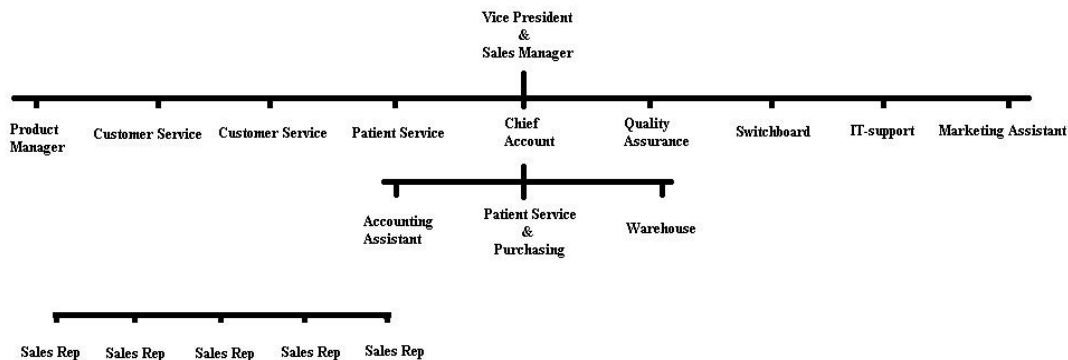 Vice President
&
Sales Manager
Product
Manager
Customer Service
Customer Service
Patient Service
Chief
Account
Quality
Assurance
Switchboard
IT-support
Marketing Assistant
Accounting
Assistant
Patient Service
&
Purchasing
Warehouse
Sales Rep
Sales Rep
Sales Rep
Sales Rep
Sales Rep